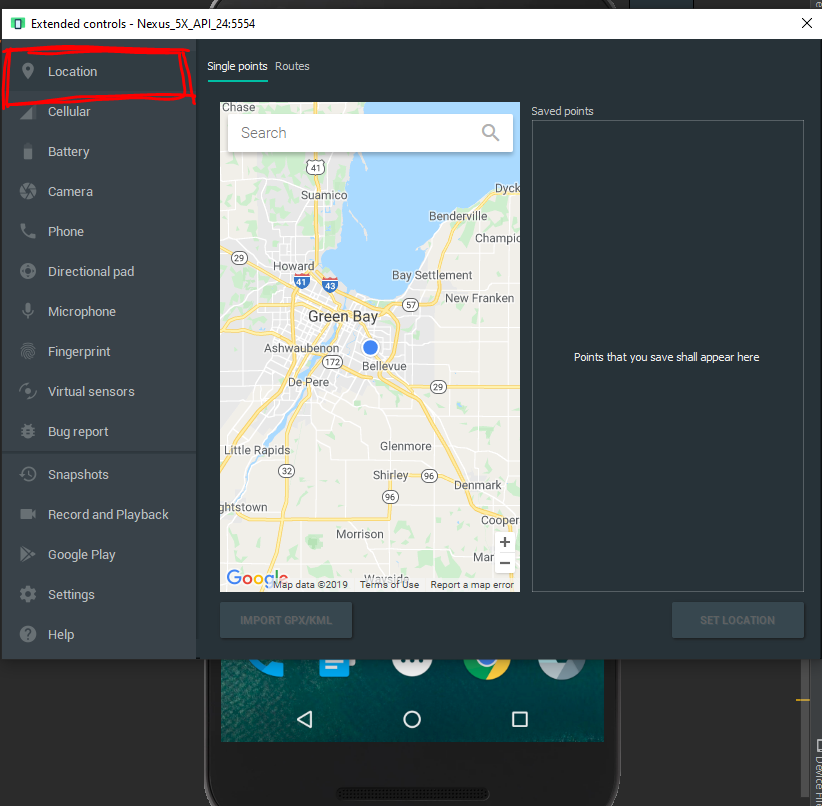 Extended controls - Nexus_5X_API_24:5554
Location
Cellular
Battery
Camera
Phone
Directional pad
Microphone
Fingerprint
Virtual sensors
Bug report
Snapshots
Record and Playback
Google Play
Settings
Help
Single points
Routes
Chase
Search
41
Suamico
Dyck
Benderville
Champio
29
Howard
41
43
Bay Settlement
57
New Franken
Green Bay
Ashwaubenon
172
Bellevue
De Pere
29
Glenmore
Little Rapids
32
Shirley
96
Denmark
96
ghtstown
Cooper
Morrison
+
Mar
−
Wayside
Google
Map data ©2019
Terms of Use
Report a map error
Saved points
Points that you save shall appear here
IMPORT GPX/KML
SET LOCATION